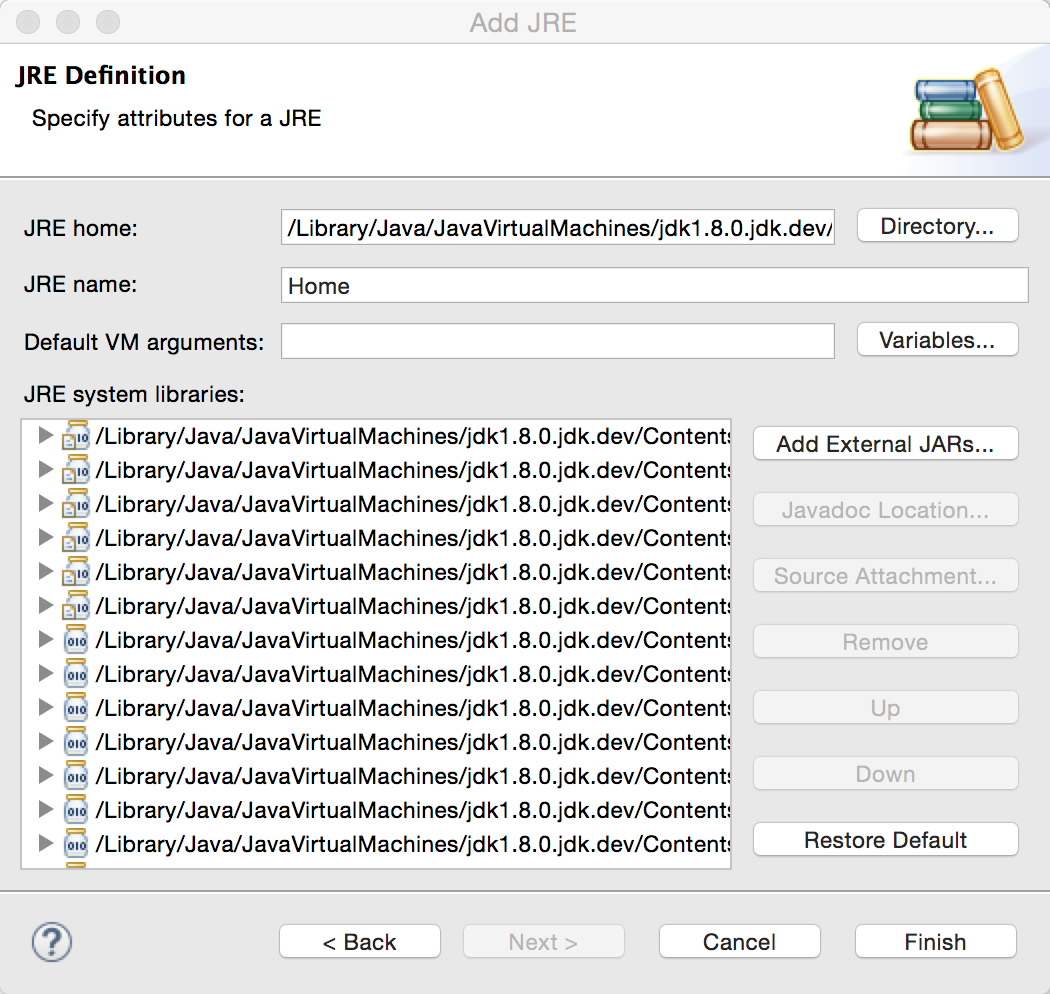 Add JRE
JRE Definition
Specify attributes for a JRE
JRE home: /Library/Java/JavaVirtualMachines/jdk1.8.0.jdk.dev/ Directory...
JRE name: Home
Default VM arguments: Variables...
JRE system libraries:
/Library/Java/JavaVirtualMachines/jdk1.8.0.jdk.dev/Contents
/Library/Java/JavaVirtualMachines/jdk1.8.0.jdk.dev/Contents
/Library/Java/JavaVirtualMachines/jdk1.8.0.jdk.dev/Contents
/Library/Java/JavaVirtualMachines/jdk1.8.0.jdk.dev/Contents
/Library/Java/JavaVirtualMachines/jdk1.8.0.jdk.dev/Contents
/Library/Java/JavaVirtualMachines/jdk1.8.0.jdk.dev/Contents
/Library/Java/JavaVirtualMachines/jdk1.8.0.jdk.dev/Contents
/Library/Java/JavaVirtualMachines/jdk1.8.0.jdk.dev/Contents
/Library/Java/JavaVirtualMachines/jdk1.8.0.jdk.dev/Contents
/Library/Java/JavaVirtualMachines/jdk1.8.0.jdk.dev/Contents
/Library/Java/JavaVirtualMachines/jdk1.8.0.jdk.dev/Contents
/Library/Java/JavaVirtualMachines/jdk1.8.0.jdk.dev/Contents
/Library/Java/JavaVirtualMachines/jdk1.8.0.jdk.dev/Contents
Add External JARs...
Javadoc Location...
Source Attachment...
Remove
Up
Down
Restore Default
? < Back Next > Cancel Finish